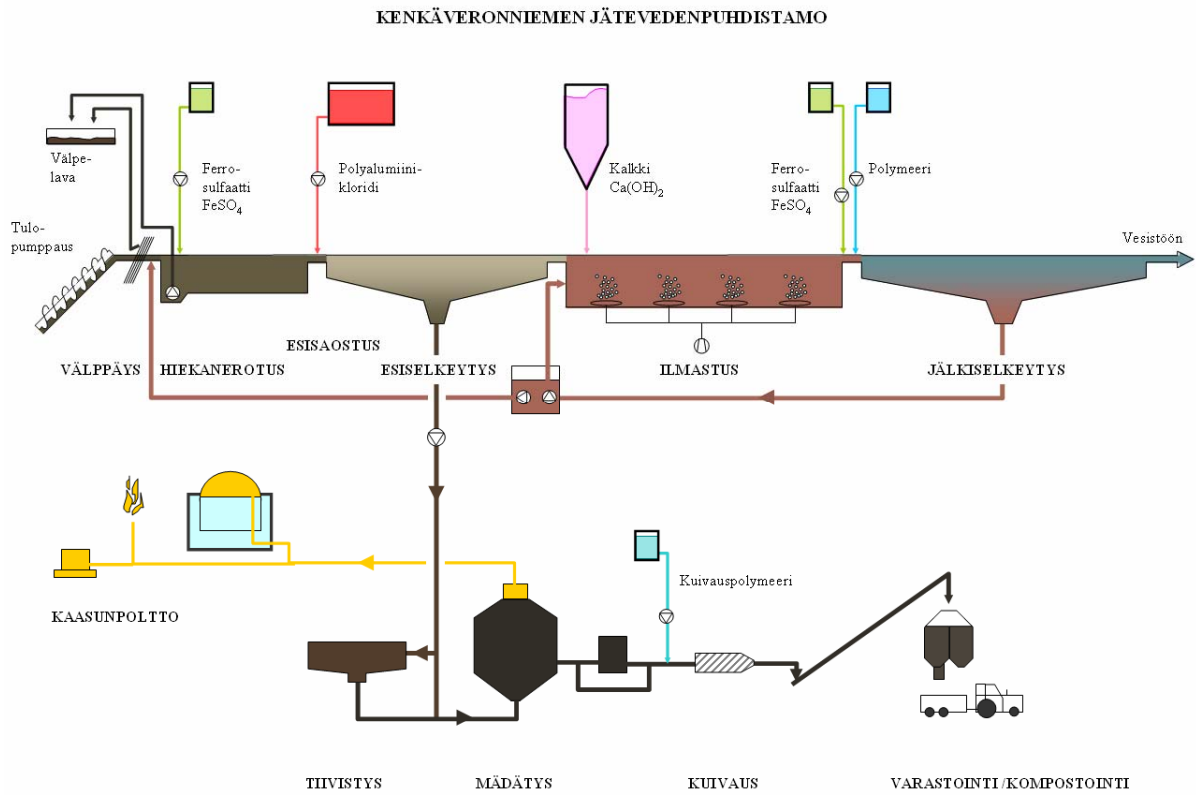 KENKÄVERONNIEMEN JÄTEVEDENPUHDISTAMO
Välpe-
lava
Ferro-
sulfaatti
FeSO4
Polyalumiini-
kloridi
Kalkki
Ca(OH)2
Ferro-
sulfaatti
FeSO4
Polymeeri
Tulo-
pumppaus
Vesistöön
ESISAOSTUS
VÄLPPÄYS
HIEKANEROTUS
ESISELKEYTYS
ILMASTUS
JÄLKISELKEYTYS
Kuivauspolymeeri
KAASUNPOLTTO
TIIVISTYS
MÄDÄTYS
KUIVAUS
VARASTOINTI /KOMPOSTOINTI